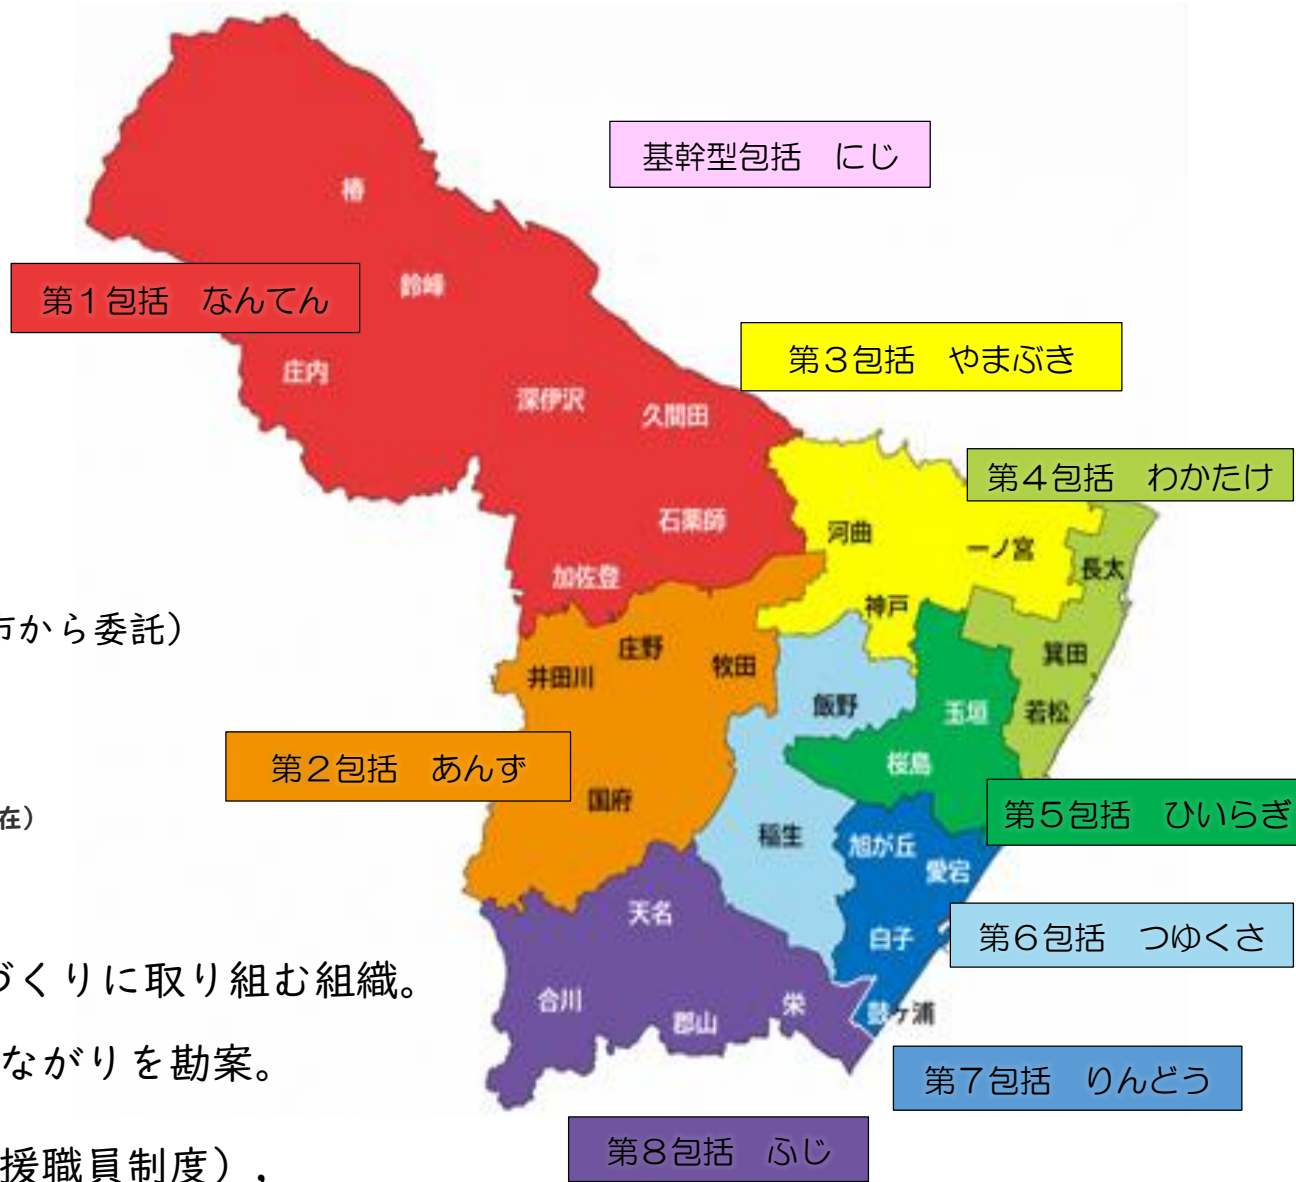 基幹型包括　にじ
椿
第１包括　なんてん
鈴峰
第３包括　やまぶき
庄内
深伊沢
久間田
第４包括　わかたけ
石薬師
河曲
一ノ宮
長太
加佐登
神戸
市から委託）
庄野
牧田
井田川
箕田
飯野
玉垣
若松
第２包括　あんず
桜島
国府
第５包括　ひいらぎ
在）
稲生
旭が丘
愛宕
天名
白子
第６包括　つゆくさ
づくりに取り組む組織。
合川
郡山
栄
鼓ヶ浦
ながりを勘案。
第７包括　りんどう
援職員制度），
第８包括　ふじ